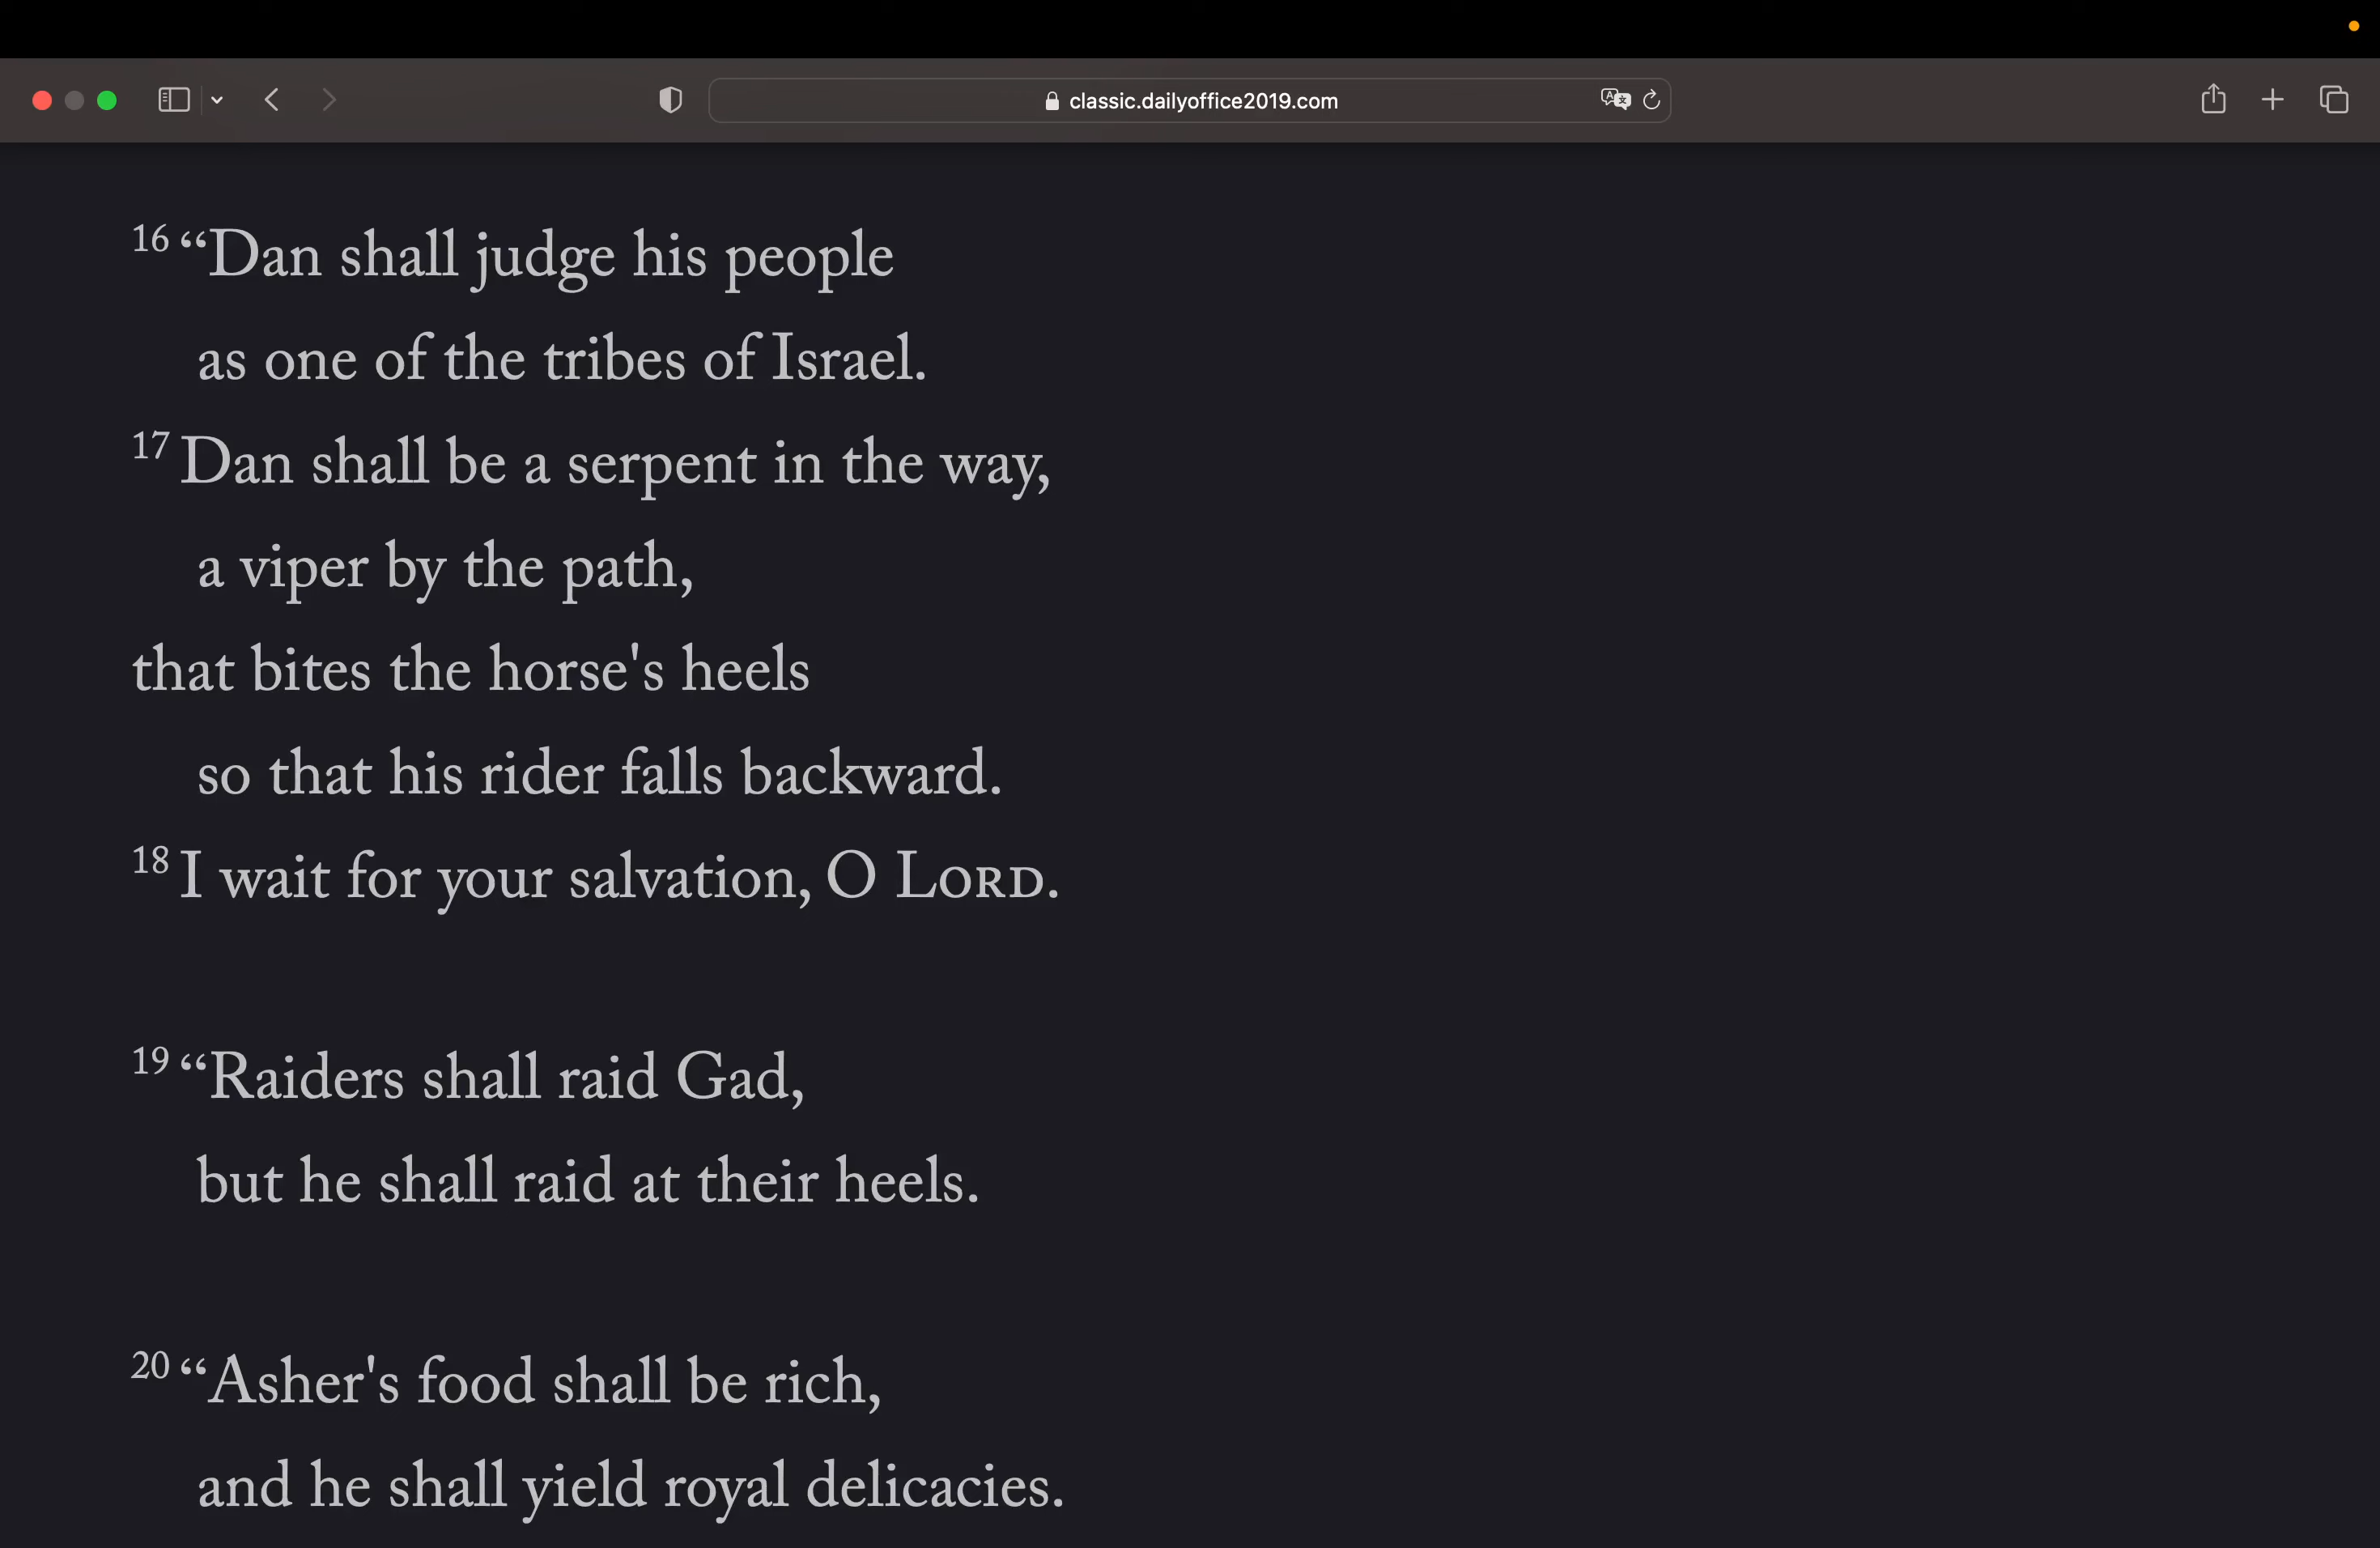 classic.dailyoffice2019.com
16 “Dan shall judge his people
as one of the tribes of Israel.
17 Dan shall be a serpent in the way,
a viper by the path,
that bites the horse's heels
so that his rider falls backward.
18 I wait for your salvation, O LORD.
19 “Raiders shall raid Gad,
but he shall raid at their heels.
20 “Asher's food shall be rich,
and he shall yield royal delicacies.